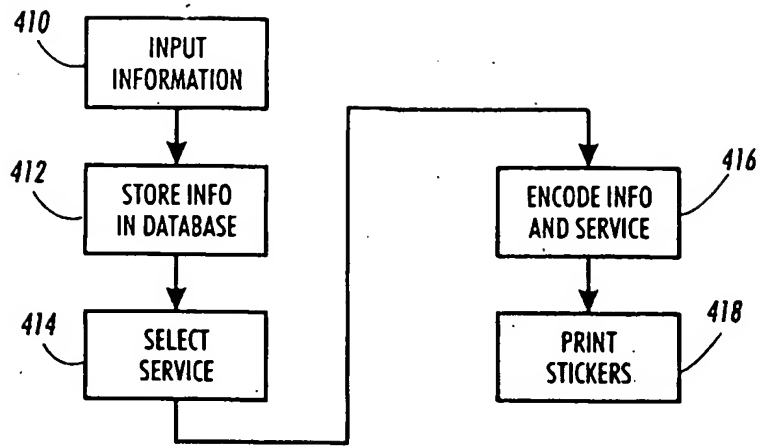 410
INPUT
INFORMATION
412
STORE INFO
IN DATABASE
414
SELECT
SERVICE
416
ENCODE INFO
AND SERVICE
418
PRINT
STICKERS